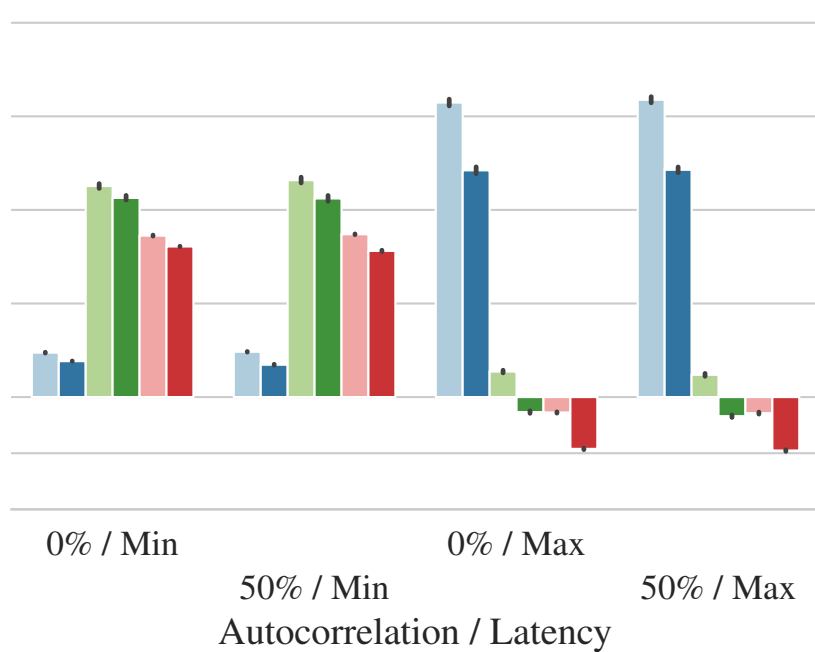 0% / Min
0% / Max
50% / Min
50% / Max
Autocorrelation / Latency